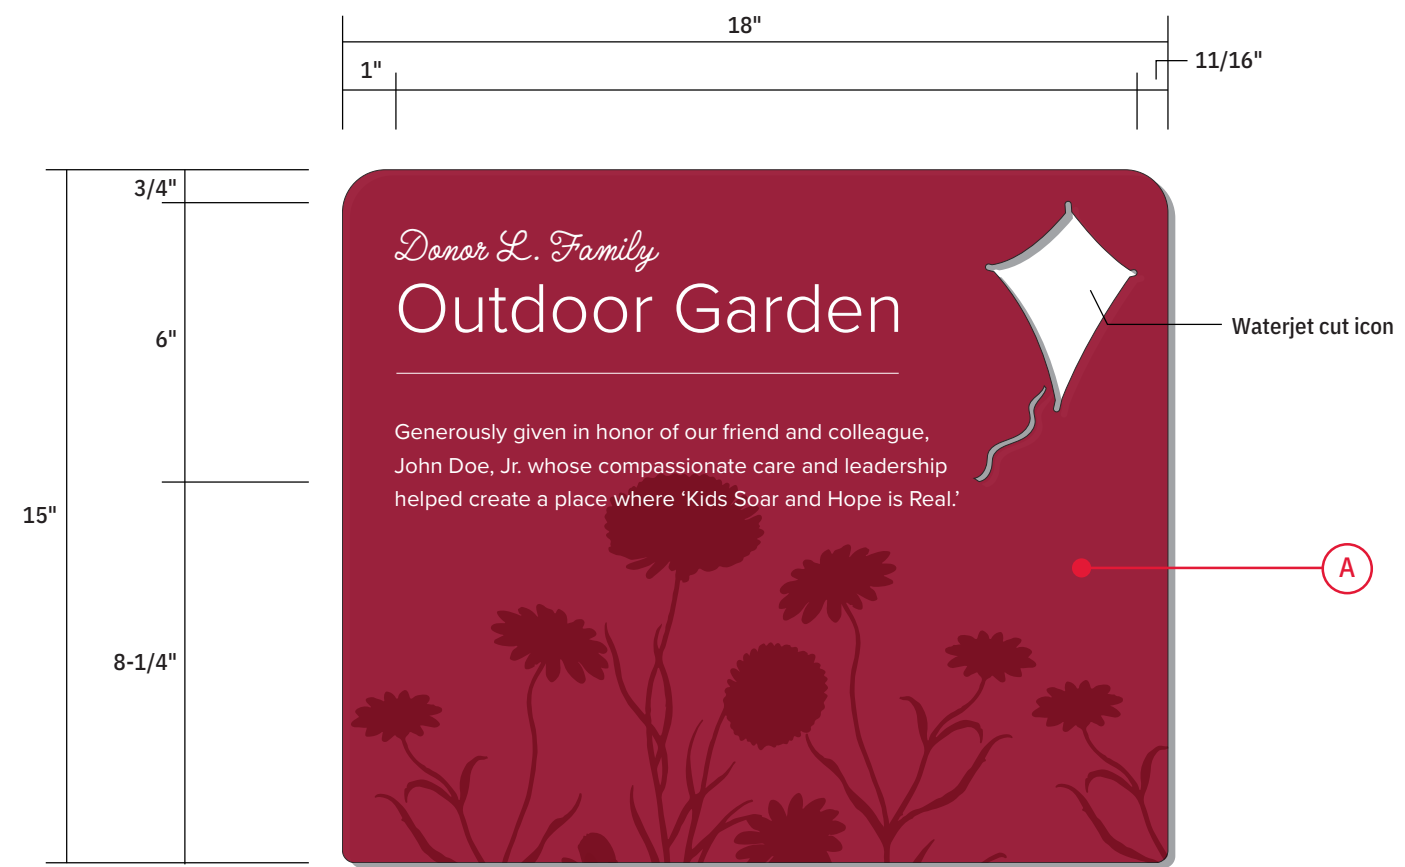 18"
1"
11/16"
3/4"
Donor L. Family
Outdoor Garden
6"
Waterjet cut icon
Generously given in honor of our friend and colleague,
John Doe, Jr. whose compassionate care and leadership
helped create a place where ‘Kids Soar and Hope is Real.’
15"
A
8-1/4"